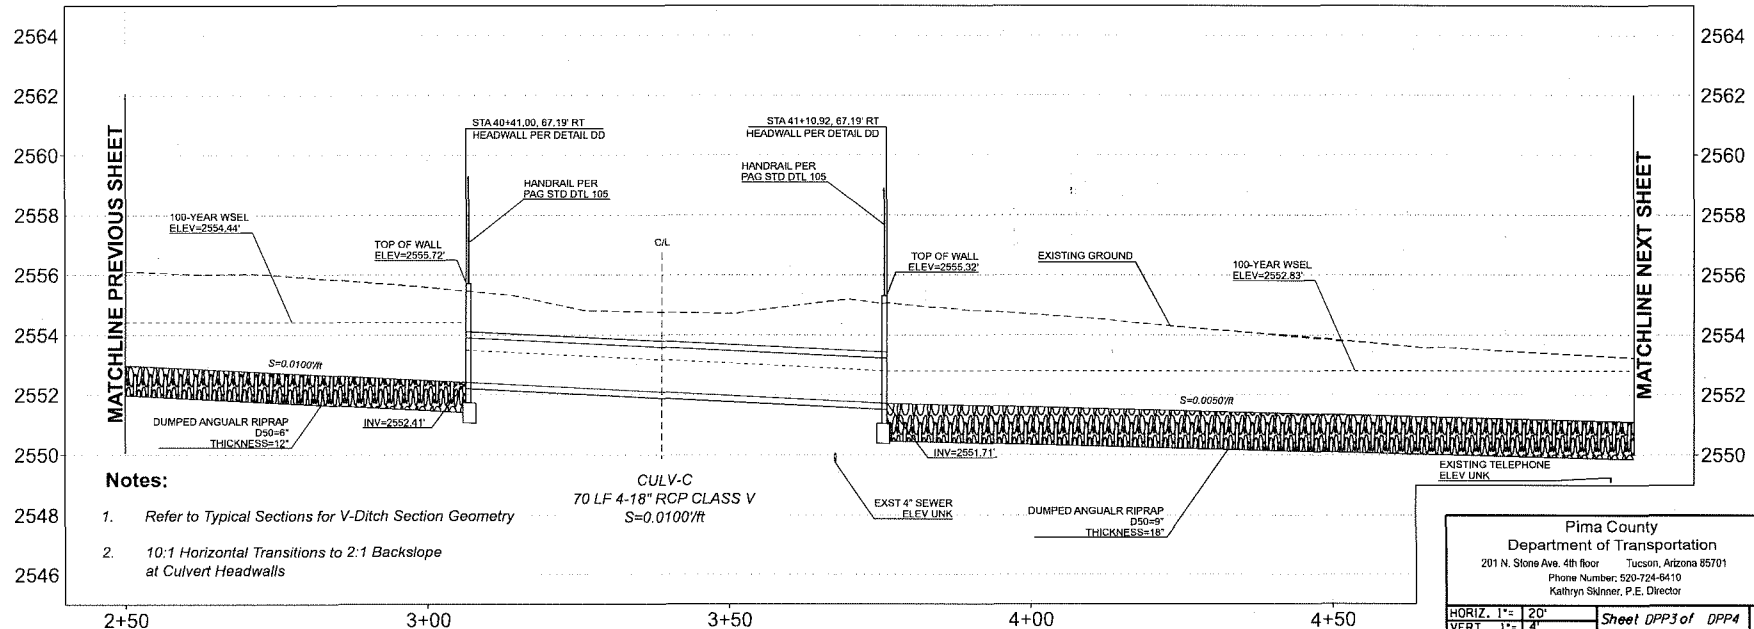 2564
2562
2560
2558
2556
2554
2552
2550
2548
2546
2564
2562
2560
2558
2556
2554
2552
2550
MATCHLINE PREVIOUS SHEET
MATCHLINE NEXT SHEET
STA 40+41.00, 67.19' RT
HEADWALL PER DETAIL DD
STA 41+10.92, 67.19' RT
HEADWALL PER DETAIL DD
HANDRAIL PER
PAG STD DTL 105
HANDRAIL PER
PAG STD DTL 105
100-YEAR WSEL
ELEV=2554.44'
TOP OF WALL
ELEV=2555.72'
C/L
TOP OF WALL
ELEV=2555.32'
EXISTING GROUND
100-YEAR WSEL
ELEV=2552.83'
S=0.0100'/ft
S=0.0050'/ft
DUMPED ANGUALR RIPRAP
D50=6"
THICKNESS=12"
INV=2552.41'
INV=2551.71'
CULV-C
70 LF 4-18" RCP CLASS V
S=0.0100'/ft
EXST 4" SEWER
ELEV UNK
DUMPED ANGUALR RIPRAP
D50=9"
THICKNESS=18"
EXISTING TELEPHONE
ELEV UNK
Notes:
1. Refer to Typical Sections for V-Ditch Section Geometry
2. 10:1 Horizontal Transitions to 2:1 Backslope
at Culvert Headwalls
Pima County
Department of Transportation
201 N. Stone Ave. 4th floor Tucson, Arizona 85701
Phone Number: 520-724-6410
Kathryn Skinner, P.E. Director
HORIZ. 1"= 20'
VERT. 1"= 4'
Sheet DPP3 of DPP4
2+50
3+00
3+50
4+00
4+50